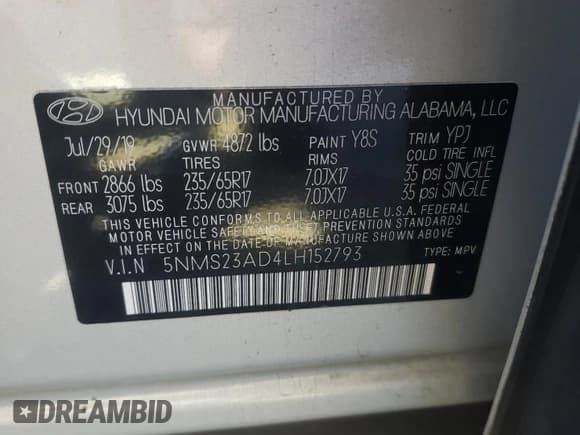 MANUFACTURED BY
HYUNDAI MOTOR MANUFACTURING ALABAMA, LLC
Jul/29/19 GVWR 4872 lbs PAINT Y8S TRIM YPJ
GAWR TIRES RIMS COLD TIRE INFL
FRONT 2866 lbs 235/65R17 7.0JX17 35 psi SINGLE
REAR 3075 lbs 235/65R17 7.0JX17 35 psi SINGLE
THIS VEHICLE CONFORMS TO ALL APPLICABLE U.S.A. FEDERAL
MOTOR VEHICLE SAFETY, BUMPER, AND THEFT PREVENTION STANDARDS
IN EFFECT ON THE DATE OF MANUFACTURE SHOWN ABOVE.
V.I.N 5NMS23AD4LH152793 TYPE: MPV
DREAMBID